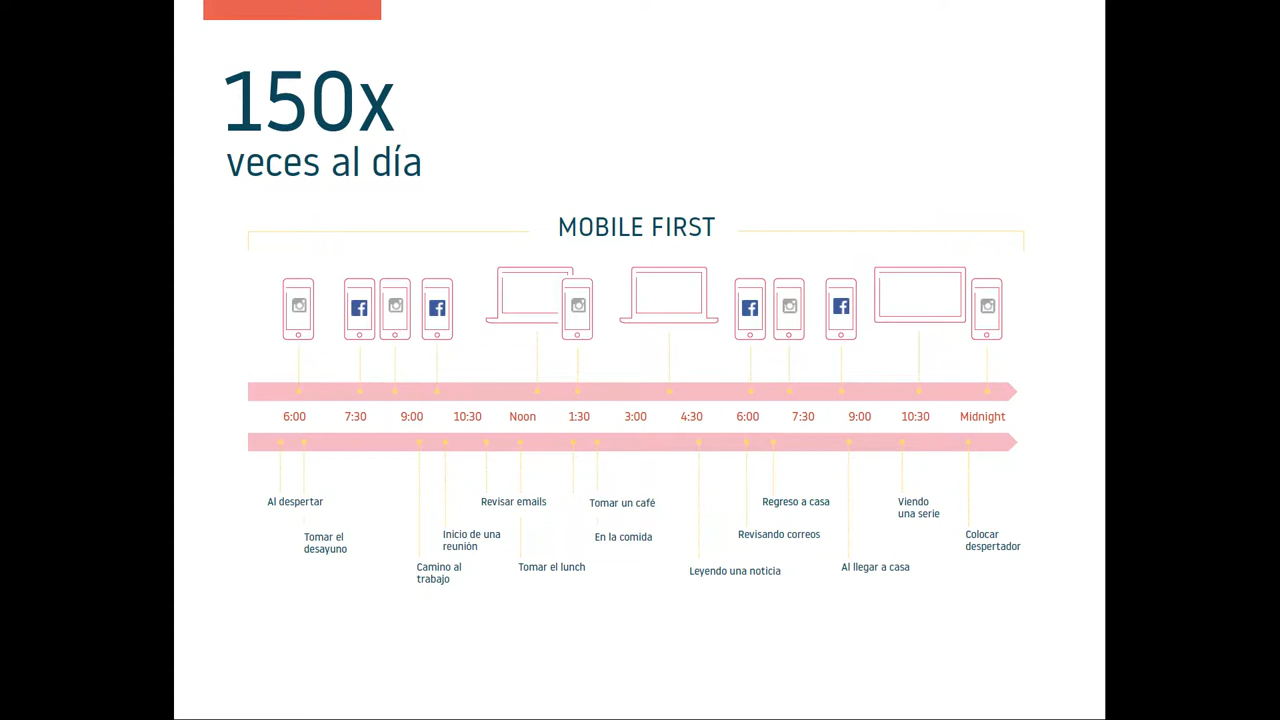 150x
veces al día
MOBILE FIRST
6:00 7:30 9:00 10:30 Noon 1:30 3:00 4:30 6:00 7:30 9:00 10:30 Midnight
Al despertar
Tomar el
desayuno
Camino al
trabajo
Inicio de una
reunión
Revisar emails
Tomar el lunch
Tomar un café
En la comida
Leyendo una noticia
Revisando correos
Regreso a casa
Al llegar a casa
Viendo
una serie
Colocar
despertador